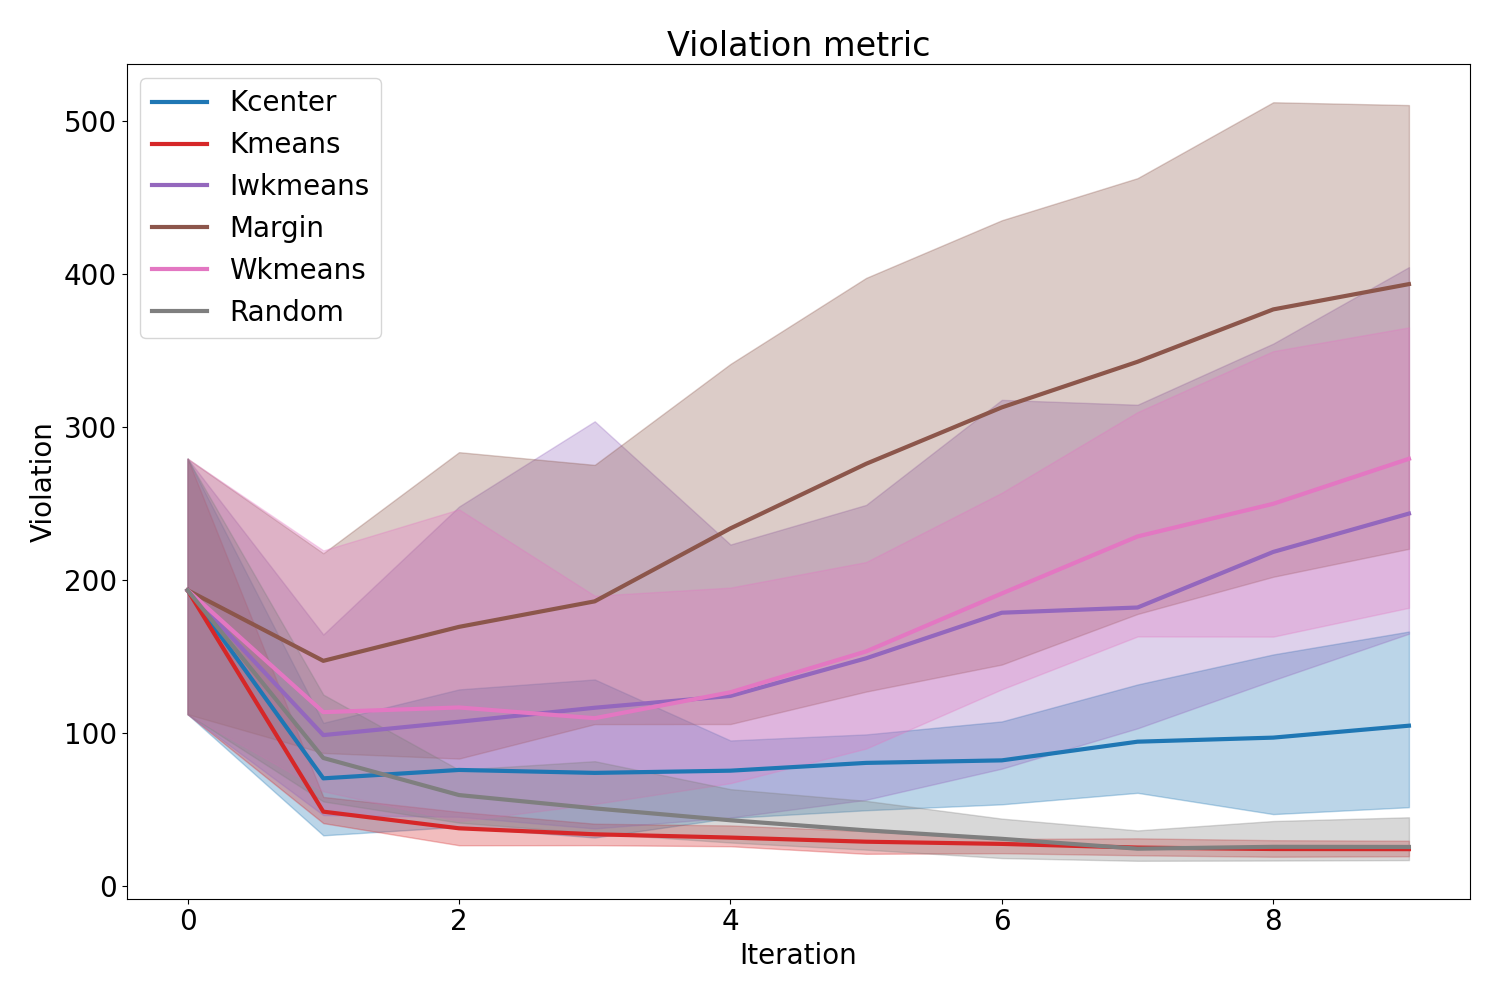 Violation metric
Kcenter
Kmeans
Iwkmeans
Margin
Wkmeans
Random
500
400
300
200
100
0
Violation
0 2 4 6 8
Iteration